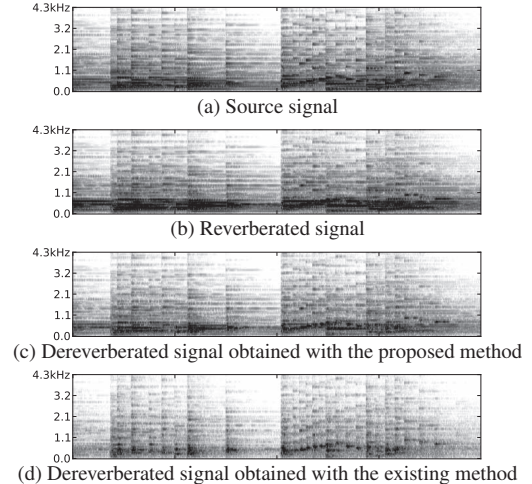 4.3kHz
3.2
2.1
1.1
0.0
(a) Source signal
4.3kHz
3.2
2.1
1.1
0.0
(b) Reverberated signal
4.3kHz
3.2
2.1
1.1
0.0
(c) Dereverberated signal obtained with the proposed method
4.3kHz
3.2
2.1
1.1
0.0
(d) Dereverberated signal obtained with the existing method